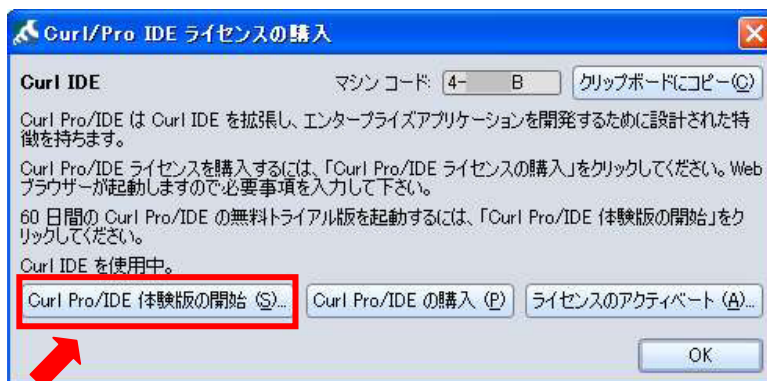 Curl/Pro IDE ライセンスの購入
Curl IDE マシン コード: 4- B クリップボードにコピー(C)
Curl Pro/IDE は Curl IDE を拡張し、エンタープライズアプリケーションを開発するために設計された特
徴を持ちます。
Curl Pro/IDE ライセンスを購入するには、「Curl Pro/IDE ライセンスの購入」をクリックしてください。Web
ブラウザーが起動しますので必要事項を入力して下さい。
60 日間の Curl Pro/IDE の無料トライアル版を起動するには、「Curl Pro/IDE 体験版の開始」をク
リックしてください。
Curl IDE を使用中。
Curl Pro/IDE 体験版の開始 (S)... Curl Pro/IDE の購入 (P) ライセンスのアクティベート (A)...
OK